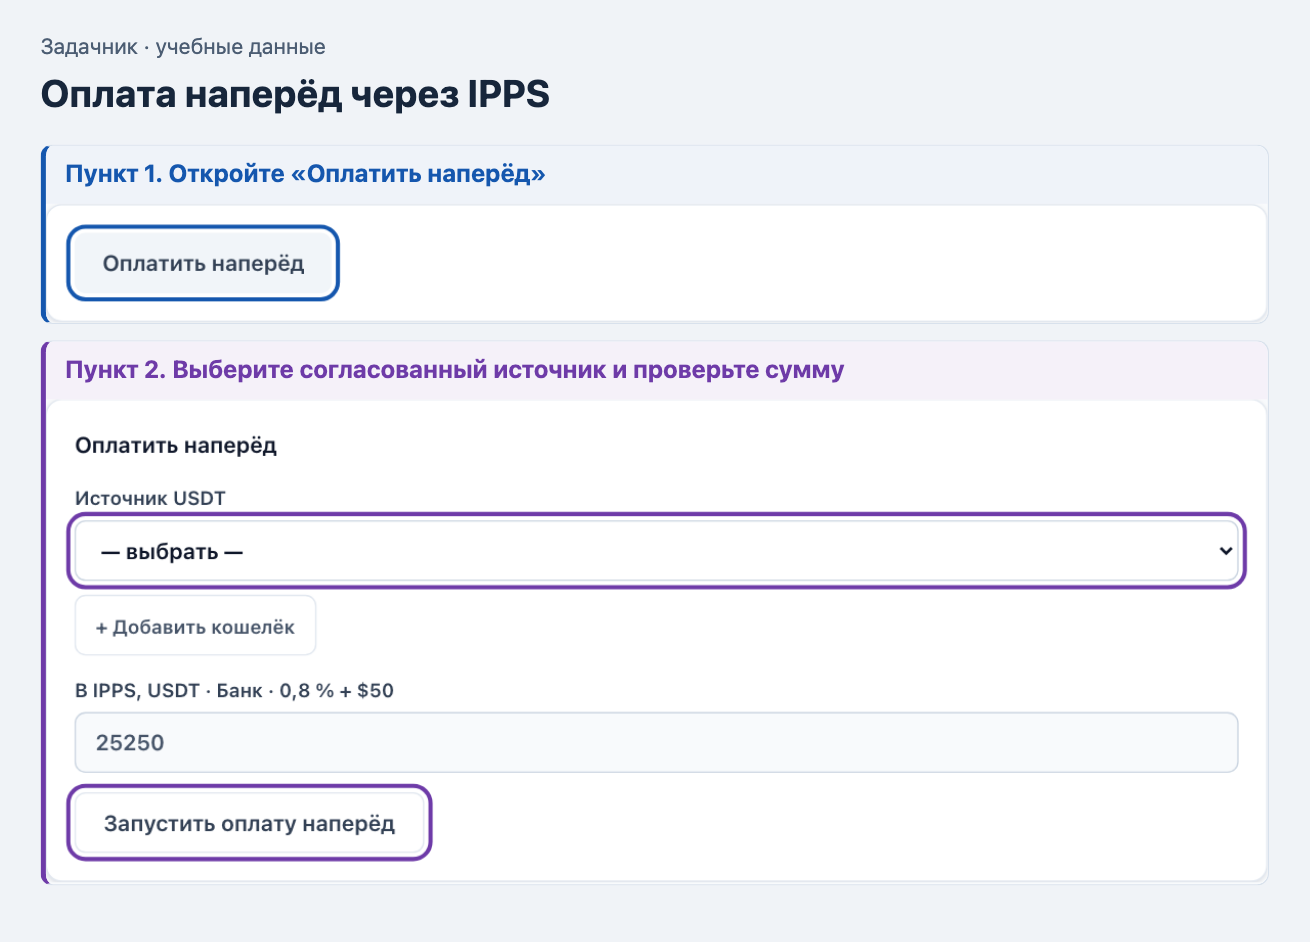 Задачник · учебные данные
Оплата наперёд через IPPS
Пункт 1. Откройте «Оплатить наперёд»
Оплатить наперёд
Пункт 2. Выберите согласованный источник и проверьте сумму
Оплатить наперёд
Источник USDT
— выбрать —
+ Добавить кошелёк
В IPPS, USDT · Банк · 0,8 % + $50
25250
Запустить оплату наперёд